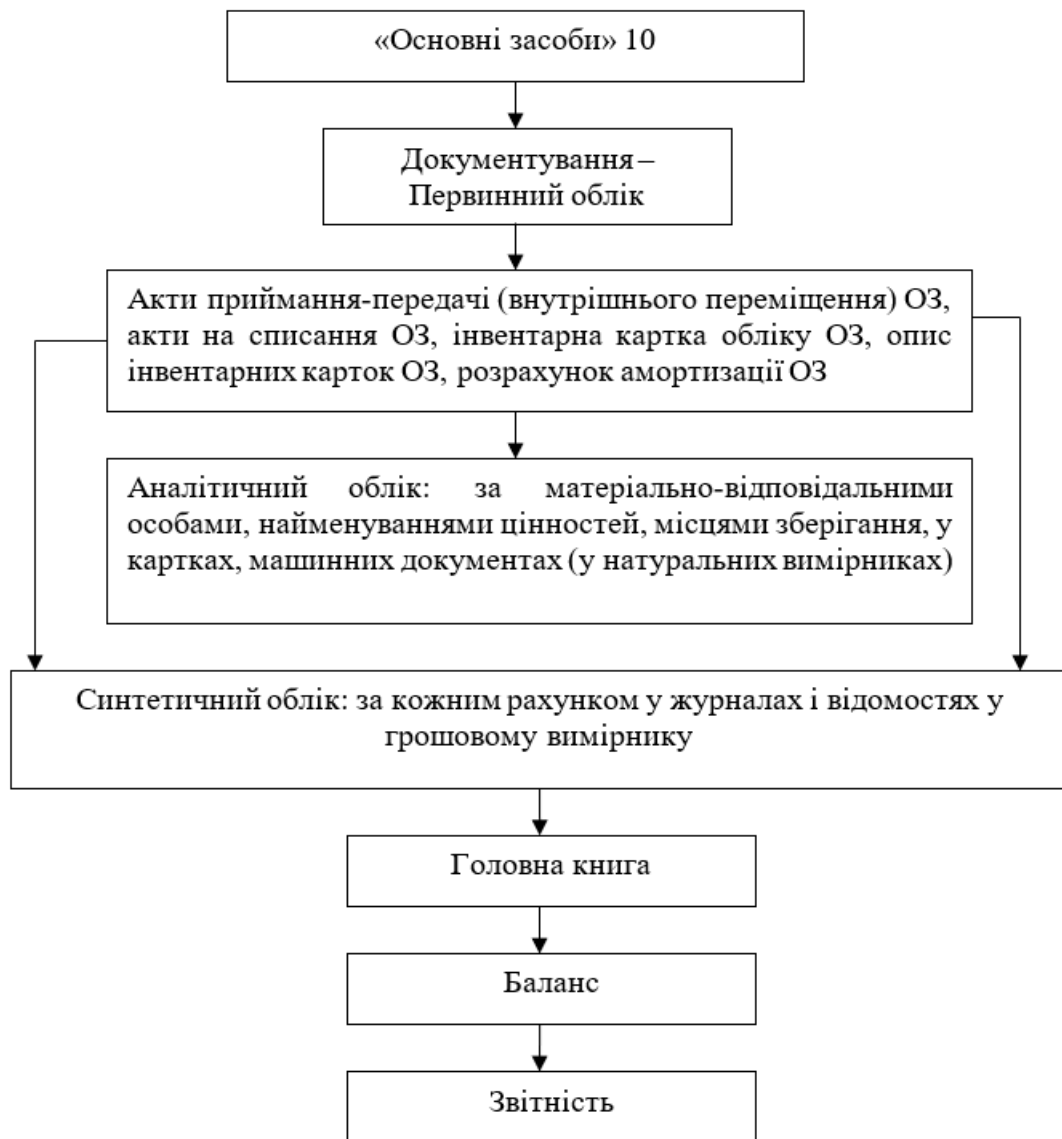 «Основні засоби» 10
Документування –
Первинний облік
Акти приймання-передачі (внутрішнього переміщення) ОЗ,
акти на списання ОЗ, інвентарна картка обліку ОЗ, опис
інвентарних карток ОЗ, розрахунок амортизації ОЗ
Аналітичний облік: за матеріально-відповідальними
особами, найменуваннями цінностей, місцями зберігання, у
картках, машинних документах (у натуральних вимірниках)
Синтетичний облік: за кожним рахунком у журналах і відомостях у
грошовому вимірнику
Головна книга
Баланс
Звітність